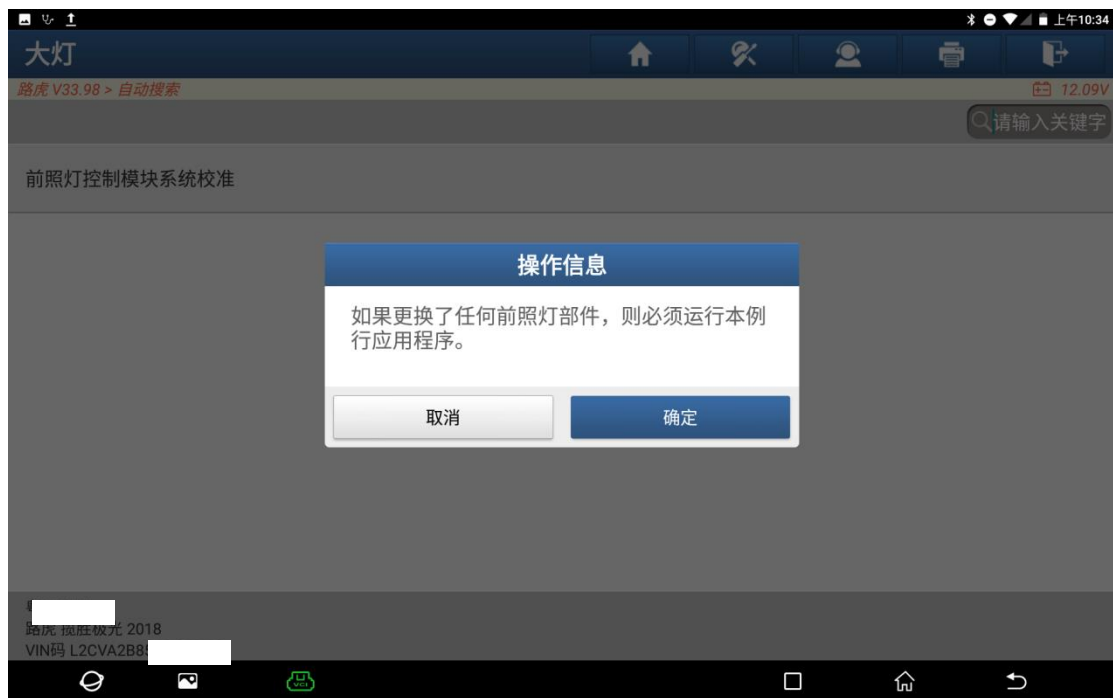 上午10:34
大灯
路虎 V33.98 > 自动搜索
12.09V
请输入关键字
前照灯控制模块系统校准
操作信息
如果更换了任何前照灯部件，则必须运行本例
行应用程序。
取消
确定
路虎 揽胜极光 2018
VIN码 L2CVA2B8
VCI